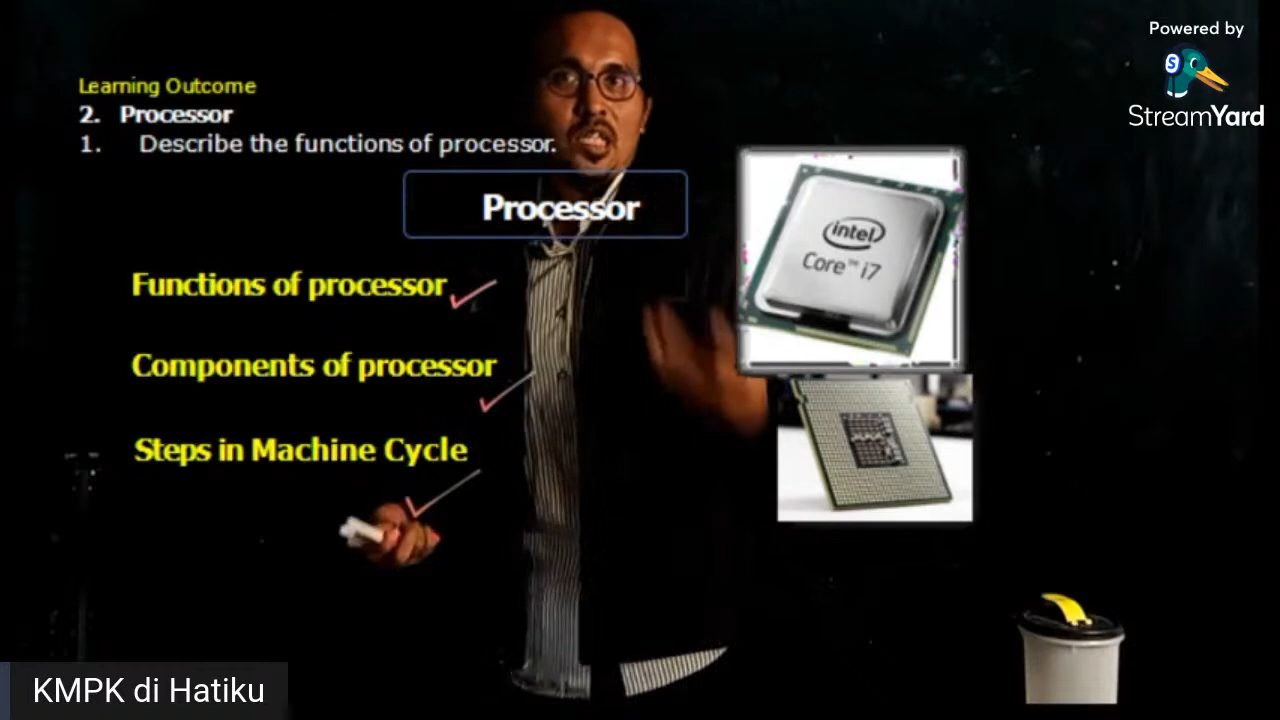 Powered by
StreamYard
Learning Outcome
2. Processor
1. Describe the functions of processor.
Processor
Functions of processor
Components of processor
Steps in Machine Cycle
intel
Core™ i7
KMPK di Hatiku